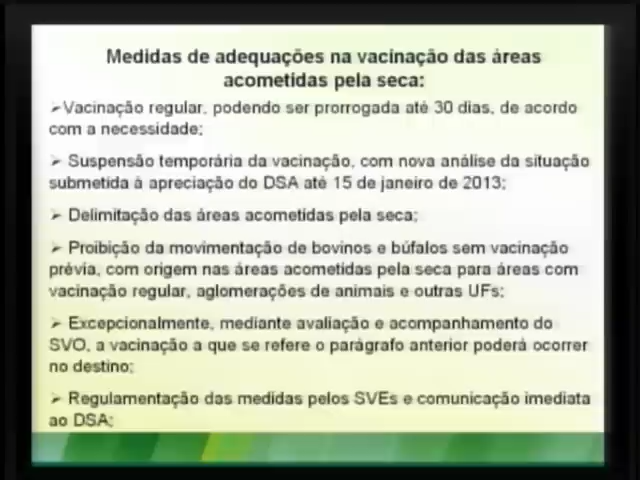 Medidas de adequações na vacinação das áreas
acometidas pela seca:
➢Vacinação regular, podendo ser prorrogada até 30 dias, de acordo
com a necessidade;
➢ Suspensão temporária da vacinação, com nova análise da situação
submetida à apreciação do DSA até 15 de janeiro de 2013;
➢ Delimitação das áreas acometidas pela seca;
➢ Proibição da movimentação de bovinos e búfalos sem vacinação
prévia, com origem nas áreas acometidas pela seca para áreas com
vacinação regular, aglomerações de animais e outras UFs;
➢ Excepcionalmente, mediante avaliação e acompanhamento do
SVO, a vacinação a que se refere o parágrafo anterior poderá ocorrer
no destino;
➢ Regulamentação das medidas pelos SVEs e comunicação imediata
ao DSA;